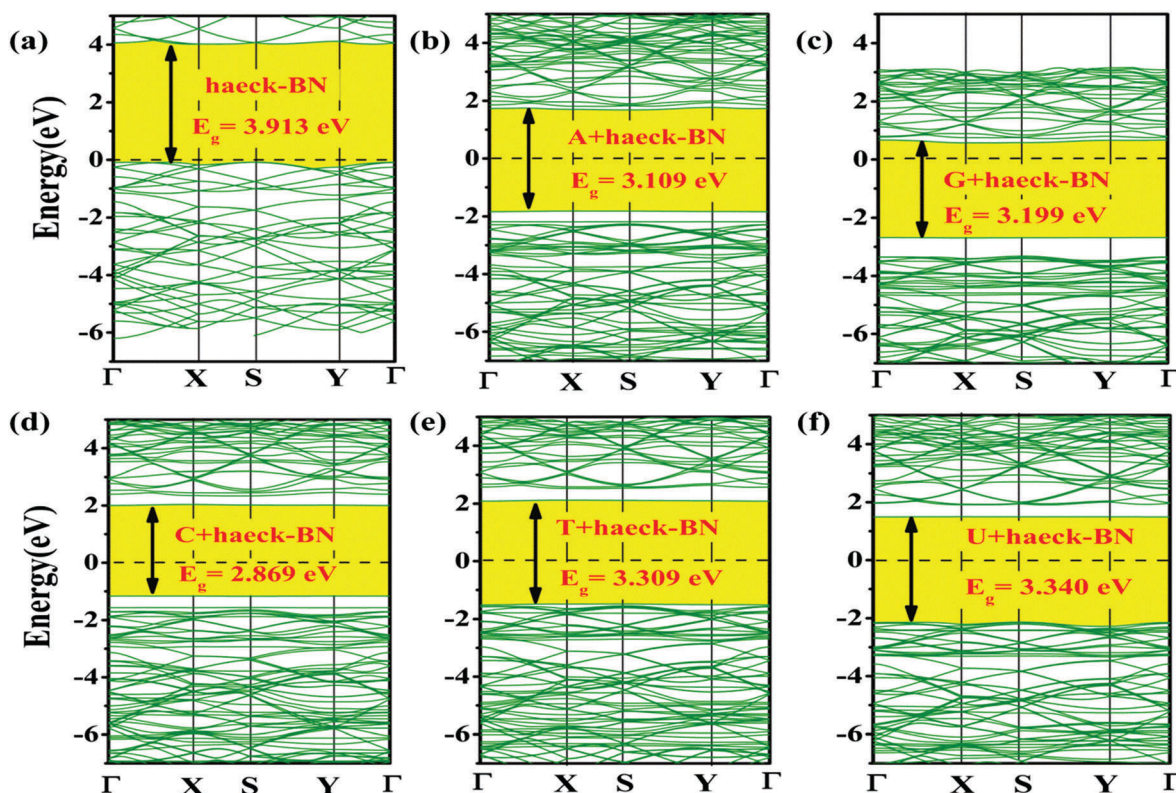 (a)
Energy(eV)
4
2
0
-2
-4
-6
haeck-BN
E_g = 3.913 eV
Γ X S Y Γ
(b)
4
2
0
-2
-4
-6
A+haeck-BN
E_g = 3.109 eV
Γ X S Y Γ
(c)
4
2
0
-2
-4
-6
G+haeck-BN
E_g = 3.199 eV
Γ X S Y Γ
(d)
Energy(eV)
4
2
0
-2
-4
-6
C+haeck-BN
E_g = 2.869 eV
Γ X S Y Γ
(e)
4
2
0
-2
-4
-6
T+haeck-BN
E_g = 3.309 eV
Γ X S Y Γ
(f)
4
2
0
-2
-4
-6
U+haeck-BN
E_g = 3.340 eV
Γ X S Y Γ